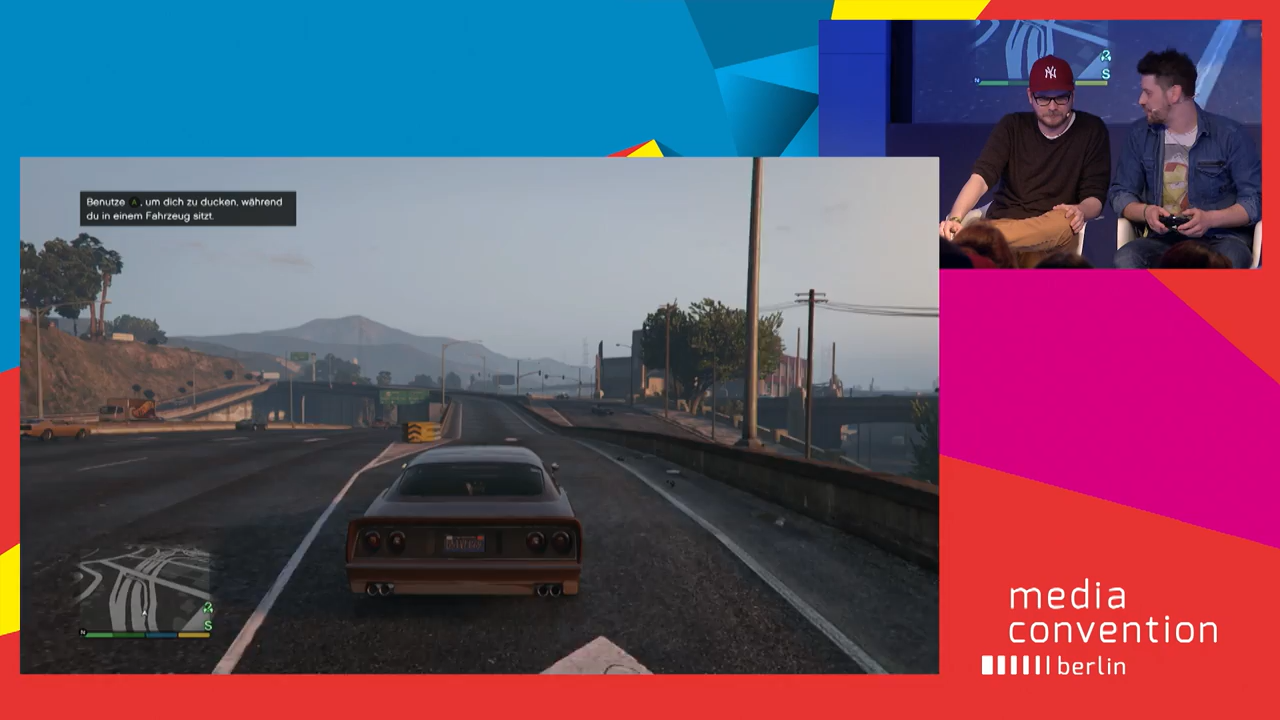 Benutze A, um dich zu ducken, während
du in einem Fahrzeug sitzt.
N
S
N
S
media
convention
berlin